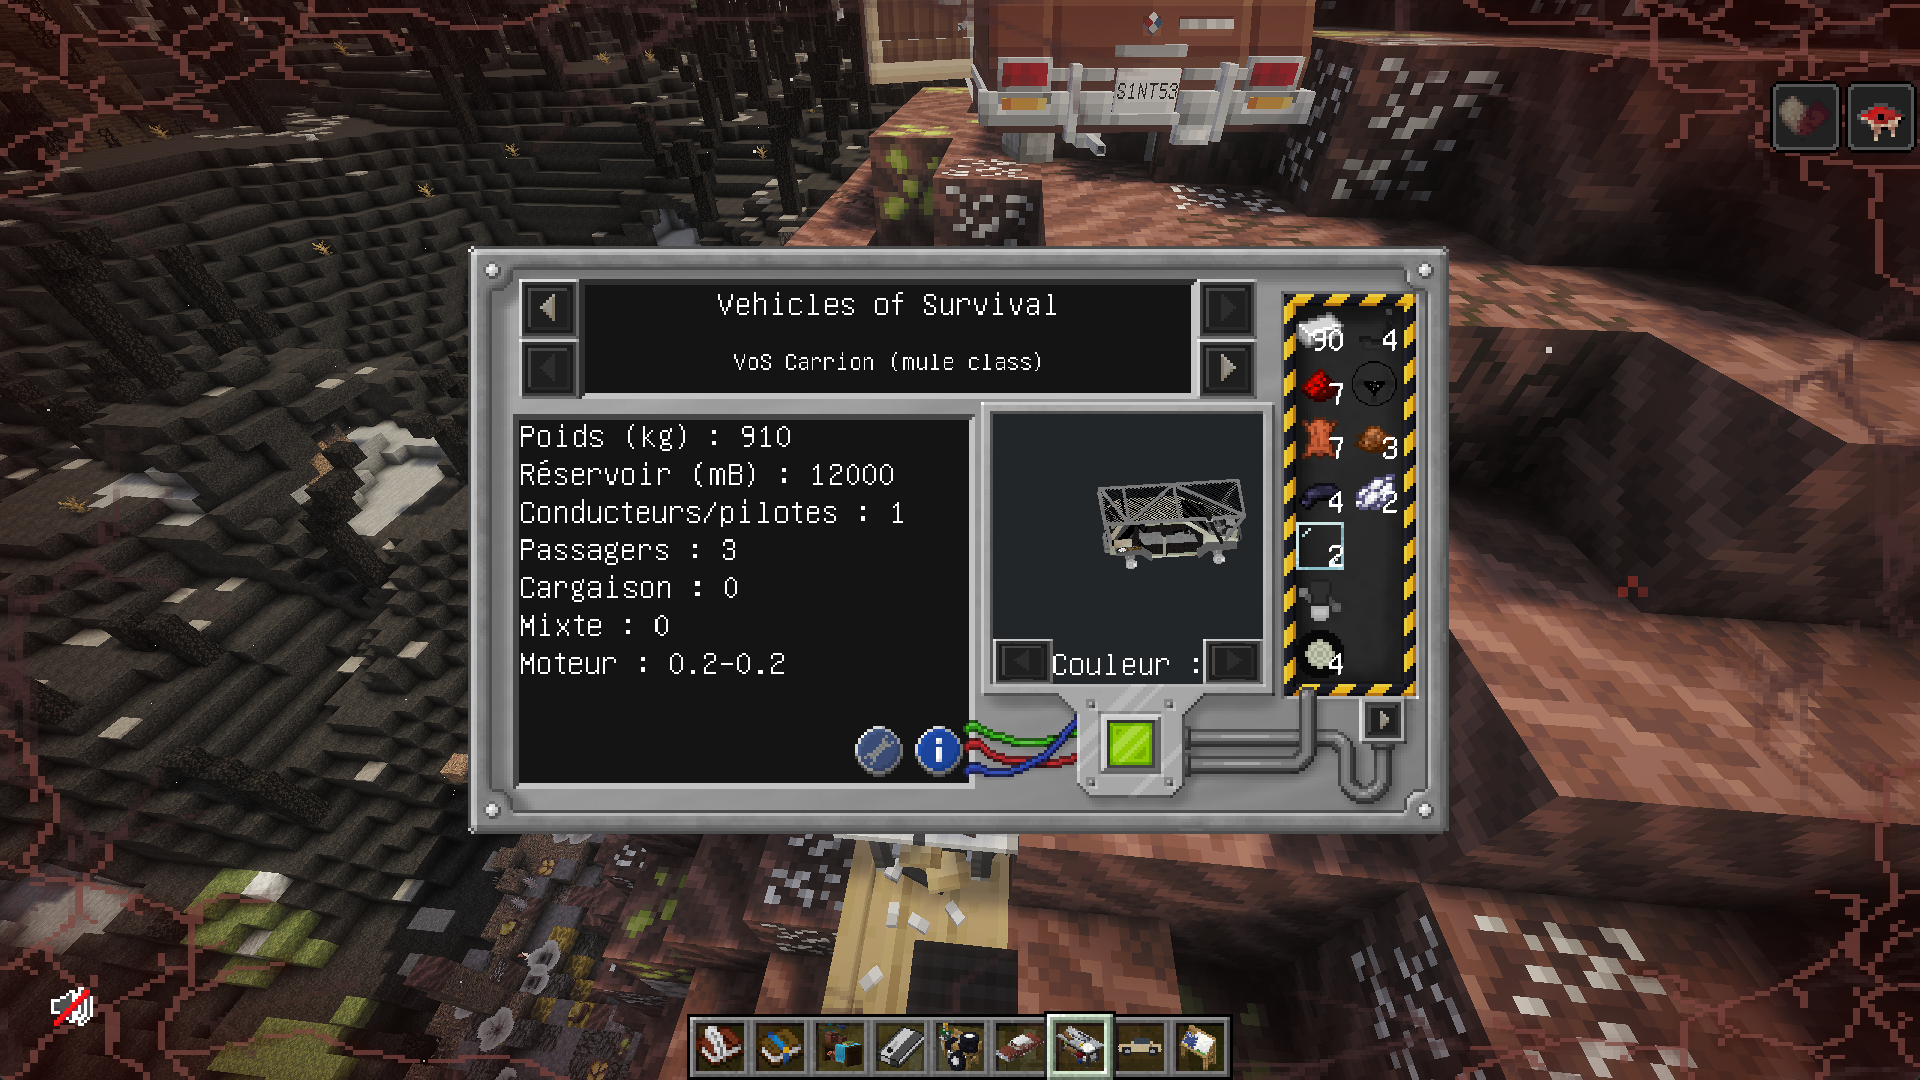 S1NT53
Vehicles of Survival
VoS Carrion (mule class)
Poids (kg) : 910
Réservoir (mB) : 12000
Conducteurs/pilotes : 1
Passagers : 3
Cargaison : 0
Mixte : 0
Moteur : 0.2-0.2
Couleur :
90
4
7
7
3
4
2
2
4